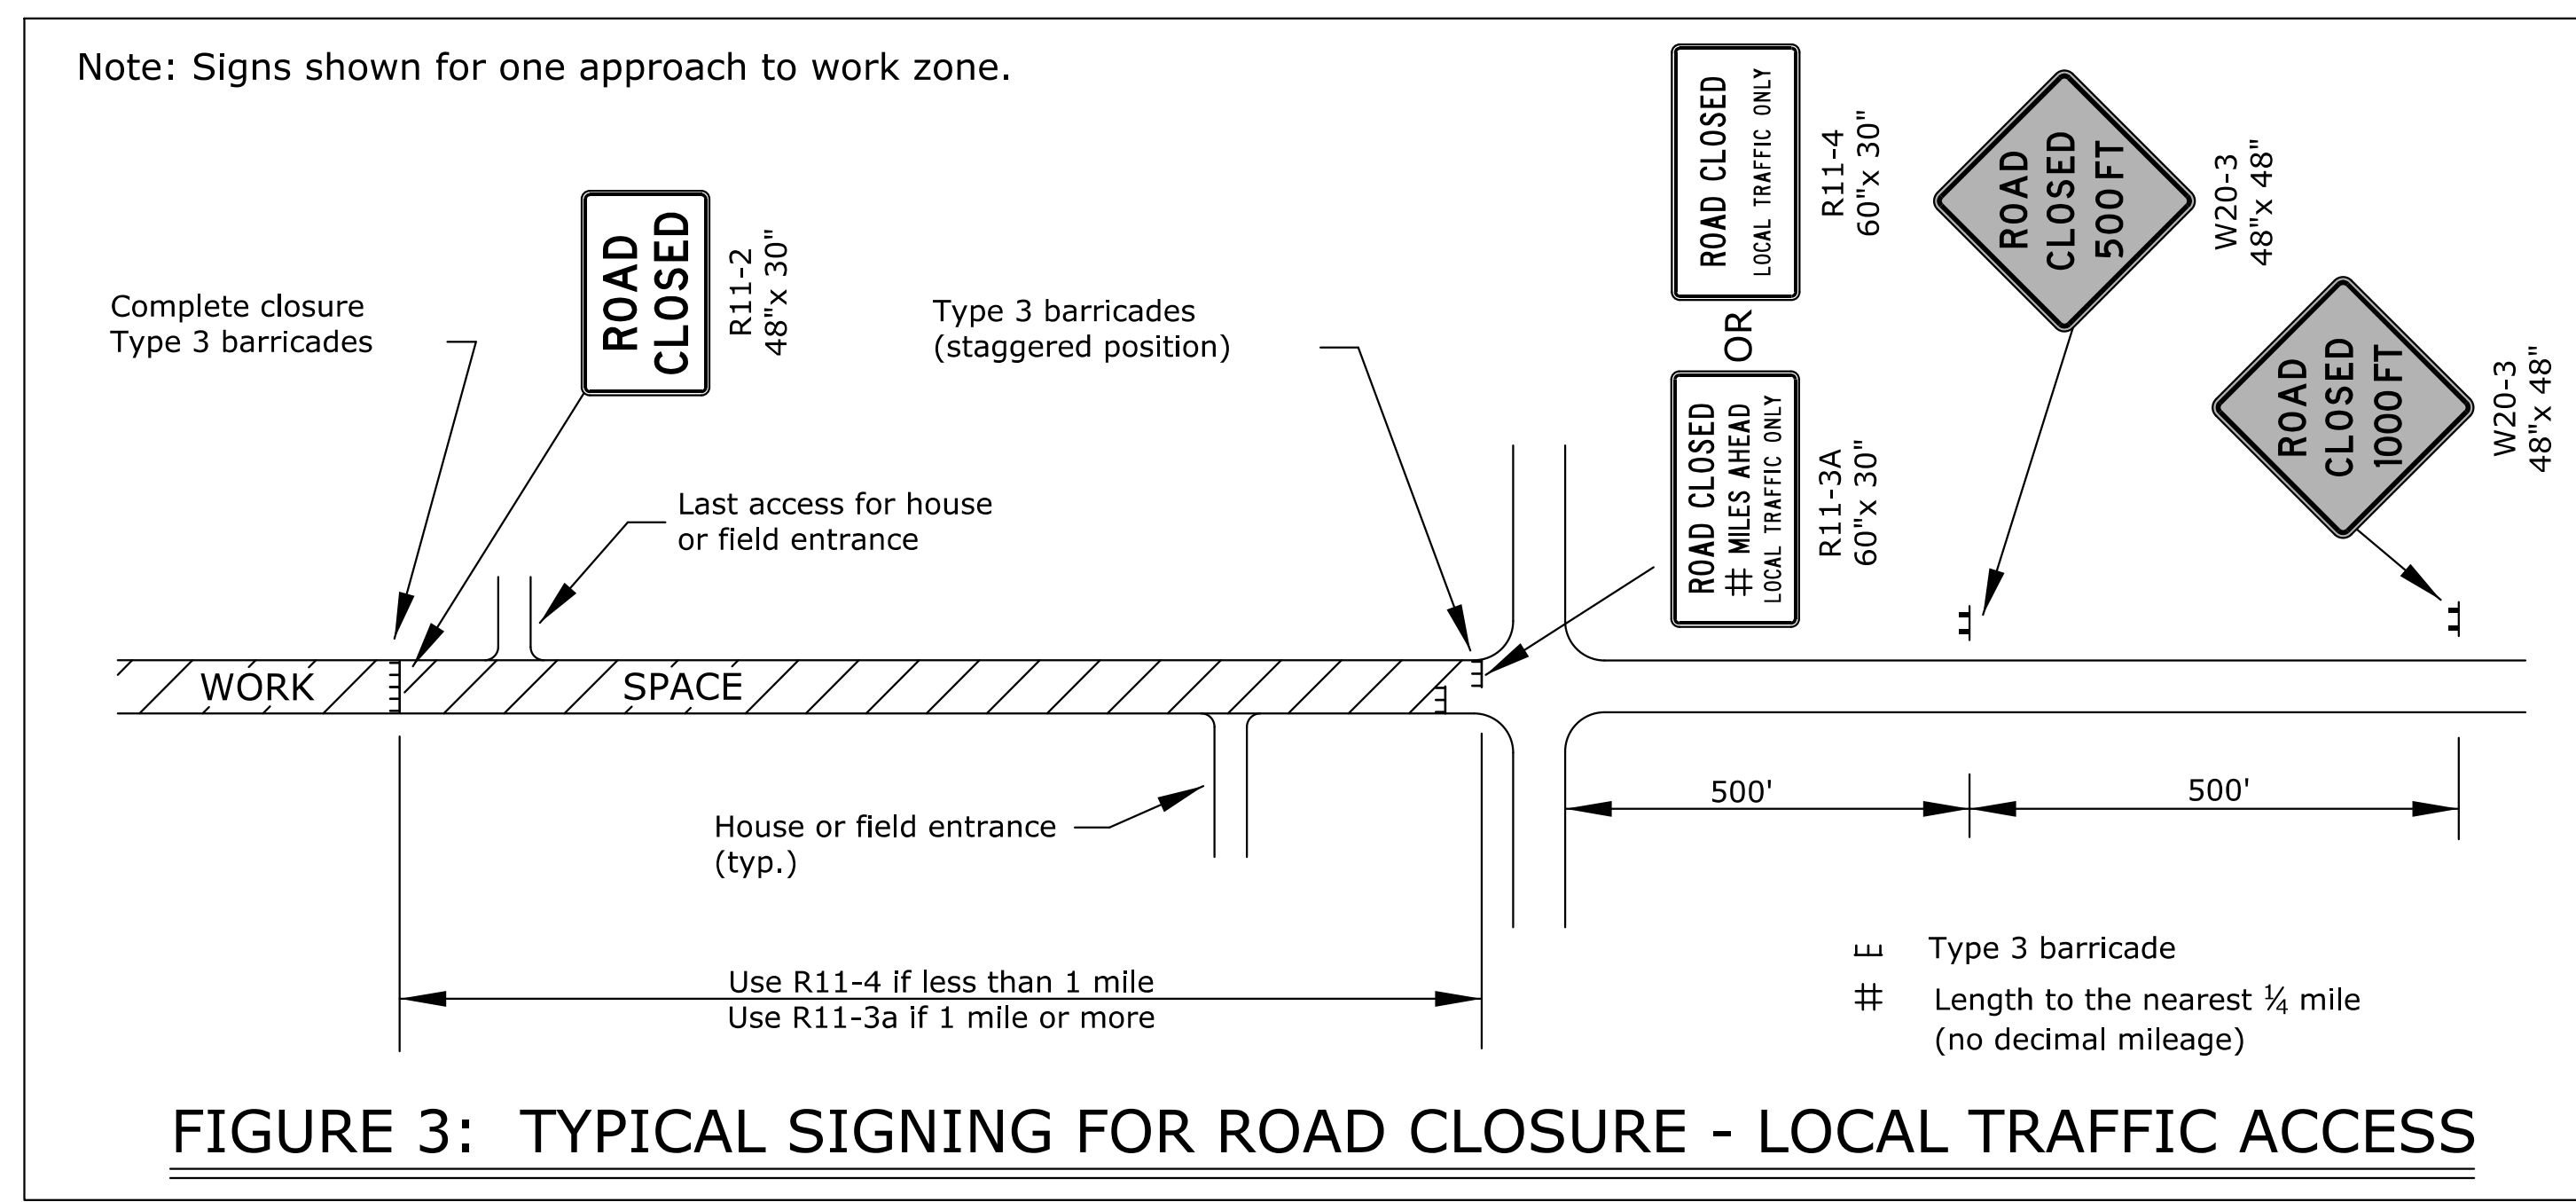 Note: Signs shown for one approach to work zone.
Complete closure
Type 3 barricades
ROAD
CLOSED
R11-2
48"x 30"
Last access for house
or field entrance
Type 3 barricades
(staggered position)
ROAD CLOSED
LOCAL TRAFFIC ONLY
R11-4
60"x 30"
OR
ROAD CLOSED
# MILES AHEAD
LOCAL TRAFFIC ONLY
R11-3A
60"x 30"
ROAD
CLOSED
500FT
W20-3
48"x 48"
ROAD
CLOSED
1000FT
W20-3
48"x 48"
WORK
SPACE
500'
500'
House or field entrance
(typ.)
Use R11-4 if less than 1 mile
Use R11-3a if 1 mile or more
Type 3 barricade
# Length to the nearest ¼ mile
(no decimal mileage)
FIGURE 3: TYPICAL SIGNING FOR ROAD CLOSURE - LOCAL TRAFFIC ACCESS